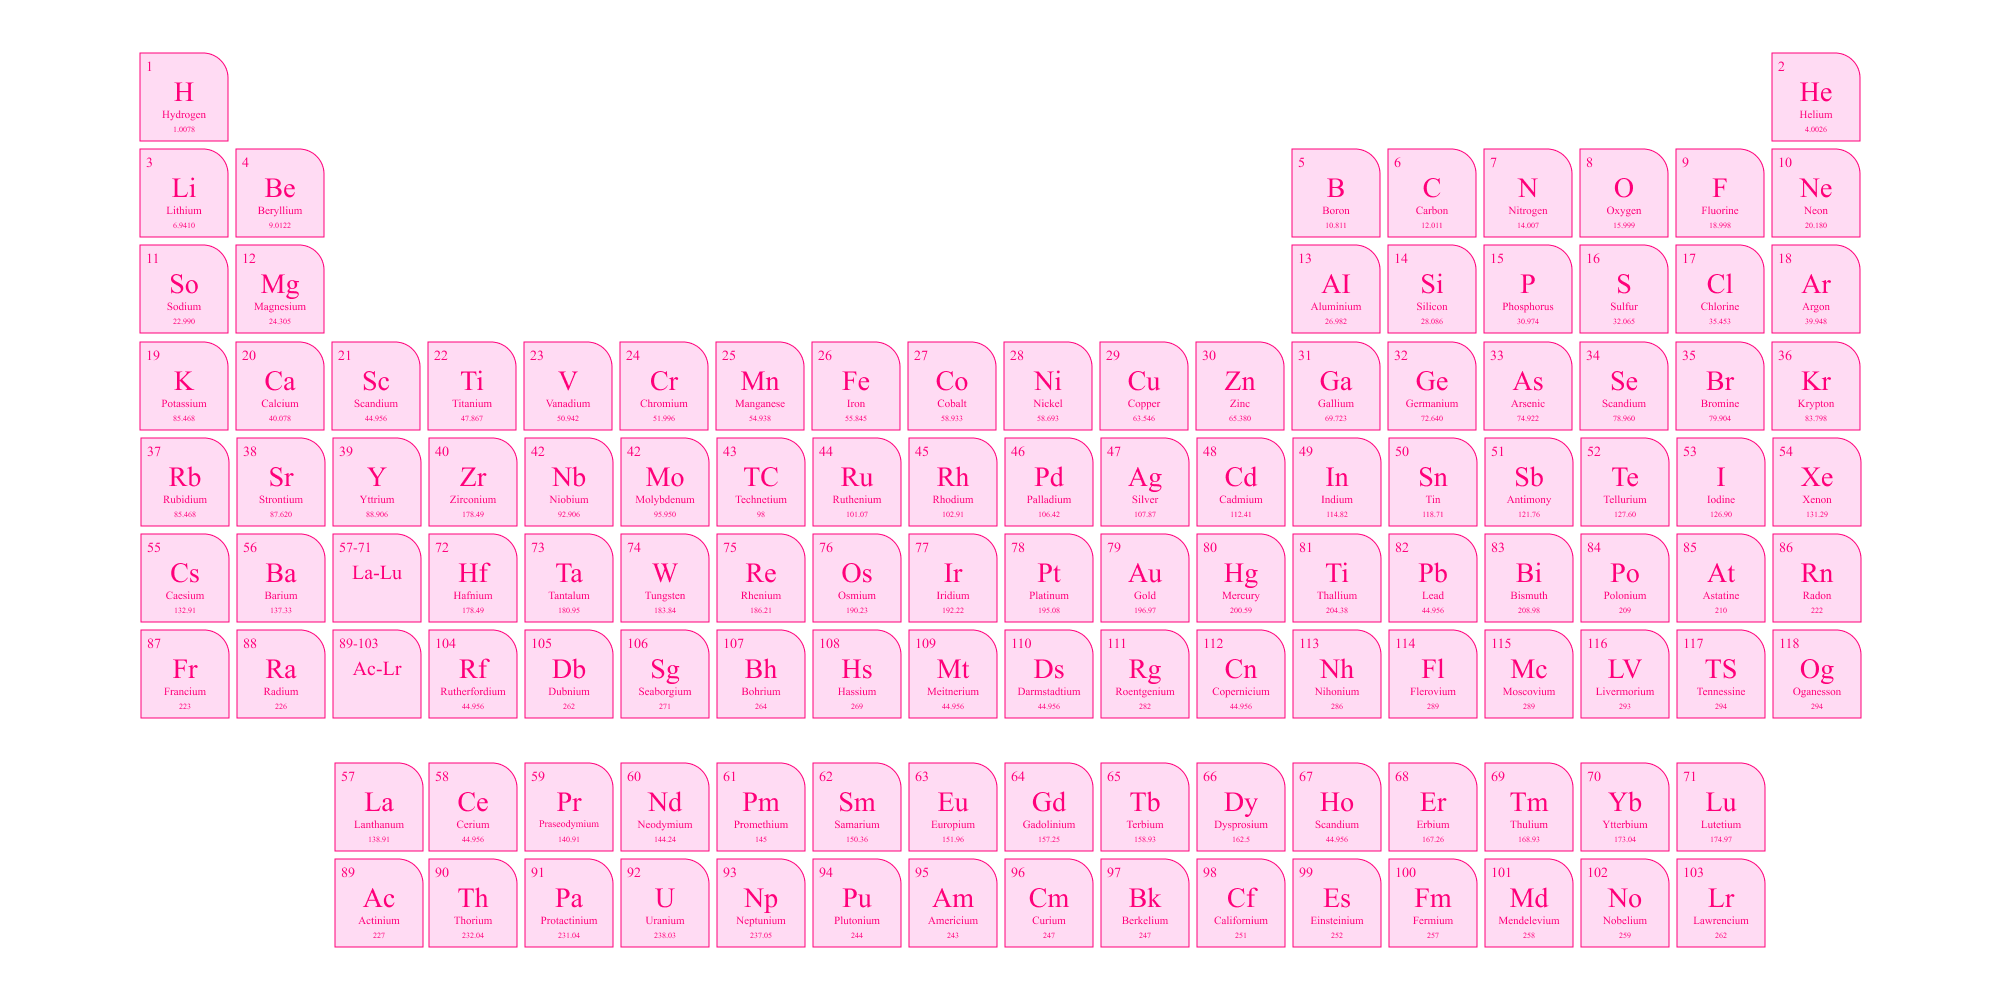 1
H
Hydrogen
1.0078
2
He
Helium
4.0026
3
Li
Lithium
6.9410
4
Be
Beryllium
9.0122
5
B
Boron
10.811
6
C
Carbon
12.011
7
N
Nitrogen
14.007
8
O
Oxygen
15.999
9
F
Fluorine
18.998
10
Ne
Neon
20.180
11
So
Sodium
22.990
12
Mg
Magnesium
24.305
13
AI
Aluminium
26.982
14
Si
Silicon
28.086
15
P
Phosphorus
30.974
16
S
Sulfur
32.065
17
Cl
Chlorine
35.453
18
Ar
Argon
39.948
19
K
Potassium
85.468
20
Ca
Calcium
40.078
21
Sc
Scandium
44.956
22
Ti
Titanium
47.867
23
V
Vanadium
50.942
24
Cr
Chromium
51.996
25
Mn
Manganese
54.938
26
Fe
Iron
55.845
27
Co
Cobalt
58.933
28
Ni
Nickel
58.693
29
Cu
Copper
63.546
30
Zn
Zinc
65.380
31
Ga
Gallium
69.723
32
Ge
Germanium
72.640
33
As
Arsenic
74.922
34
Se
Scandium
78.960
35
Br
Bromine
79.904
36
Kr
Krypton
83.798
37
Rb
Rubidium
85.468
38
Sr
Strontium
87.620
39
Y
Yttrium
88.906
40
Zr
Zirconium
178.49
42
Nb
Niobium
92.906
42
Mo
Molybdenum
95.950
43
TC
Technetium
98
44
Ru
Ruthenium
101.07
45
Rh
Rhodium
102.91
46
Pd
Palladium
106.42
47
Ag
Silver
107.87
48
Cd
Cadmium
112.41
49
In
Indium
114.82
50
Sn
Tin
118.71
51
Sb
Antimony
121.76
52
Te
Tellurium
127.60
53
I
Iodine
126.90
54
Xe
Xenon
131.29
55
Cs
Caesium
132.91
56
Ba
Barium
137.33
57-71
La-Lu
72
Hf
Hafnium
178.49
73
Ta
Tantalum
180.95
74
W
Tungsten
183.84
75
Re
Rhenium
186.21
76
Os
Osmium
190.23
77
Ir
Iridium
192.22
78
Pt
Platinum
195.08
79
Au
Gold
196.97
80
Hg
Mercury
200.59
81
Ti
Thallium
204.38
82
Pb
Lead
44.956
83
Bi
Bismuth
208.98
84
Po
Polonium
209
85
At
Astatine
210
86
Rn
Radon
222
87
Fr
Francium
223
88
Ra
Radium
226
89-103
Ac-Lr
104
Rf
Rutherfordium
44.956
105
Db
Dubnium
262
106
Sg
Seaborgium
271
107
Bh
Bohrium
264
108
Hs
Hassium
269
109
Mt
Meitnerium
44.956
110
Ds
Darmstadtium
44.956
111
Rg
Roentgenium
282
112
Cn
Copernicium
44.956
113
Nh
Nihonium
286
114
Fl
Flerovium
289
115
Mc
Moscovium
289
116
LV
Livermorium
293
117
TS
Tennessine
294
118
Og
Oganesson
294
57
La
Lanthanum
138.91
58
Ce
Cerium
44.956
59
Pr
Praseodymium
140.91
60
Nd
Neodymium
144.24
61
Pm
Promethium
145
62
Sm
Samarium
150.36
63
Eu
Europium
151.96
64
Gd
Gadolinium
157.25
65
Tb
Terbium
158.93
66
Dy
Dysprosium
162.5
67
Ho
Scandium
44.956
68
Er
Erbium
167.26
69
Tm
Thulium
168.93
70
Yb
Ytterbium
173.04
71
Lu
Lutetium
174.97
89
Ac
Actinium
227
90
Th
Thorium
232.04
91
Pa
Protactinium
231.04
92
U
Uranium
238.03
93
Np
Neptunium
237.05
94
Pu
Plutonium
244
95
Am
Americium
243
96
Cm
Curium
247
97
Bk
Berkelium
247
98
Cf
Californium
251
99
Es
Einsteinium
252
100
Fm
Fermium
257
101
Md
Mendelevium
258
102
No
Nobelium
259
103
Lr
Lawrencium
262